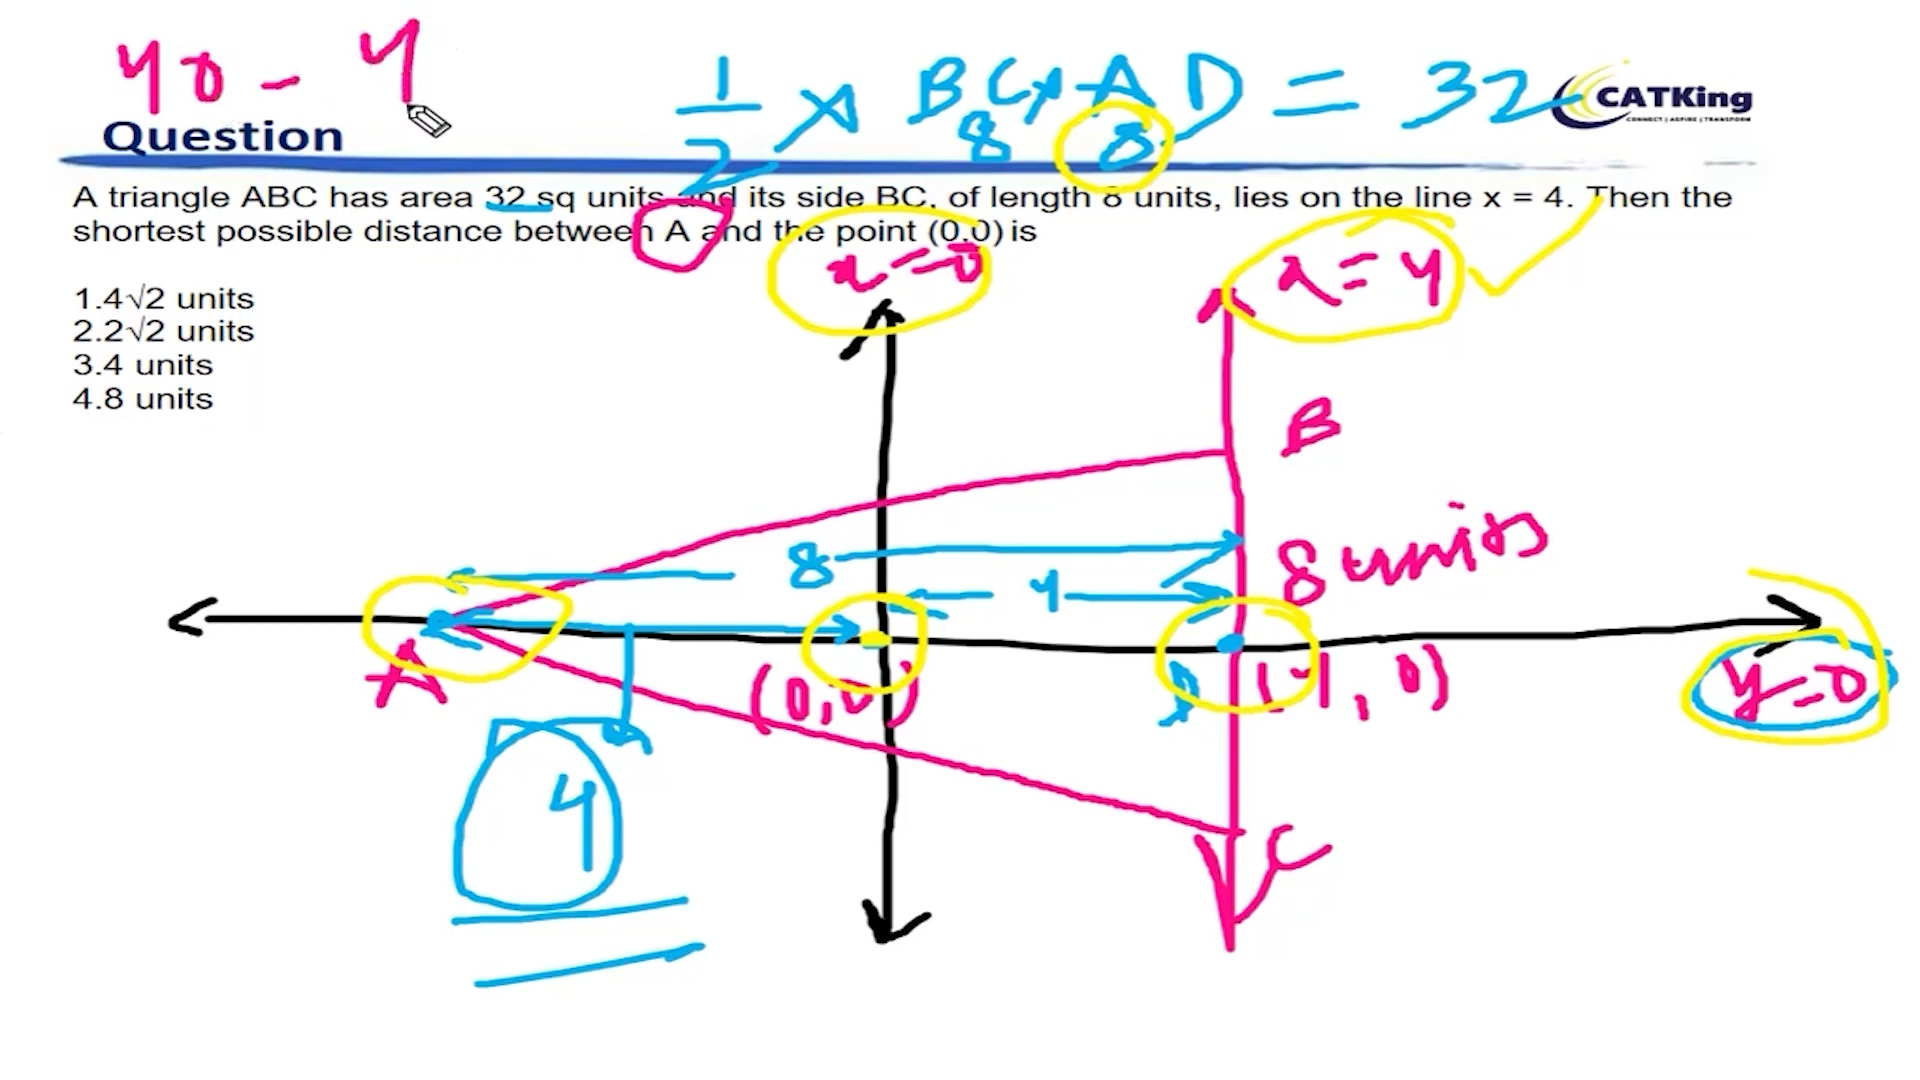 40 - 4
1/2 × BC × AD = 32
8 8
CATKing
CONNECT | ASPIRE | TRANSFORM
Question
A triangle ABC has area 32 sq units and its side BC, of length 8 units, lies on the line x = 4. Then the
shortest possible distance between A and the point (0,0) is
x=0
x=4
1.4√2 units
2.2√2 units
3.4 units
4.8 units
B
8
8 units
4
A
(0,0)
D
(4,0)
y=0
4
C